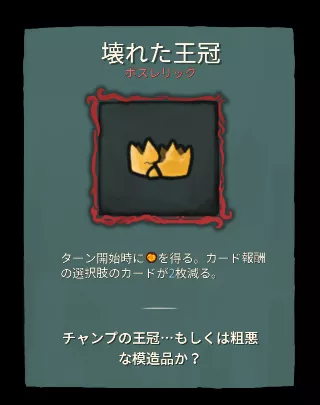 壊れた王冠
ボスレリック
ターン開始時に を得る。カード報酬
の選択肢のカードが2枚減る。
チャンプの王冠…もしくは粗悪
な模造品か？